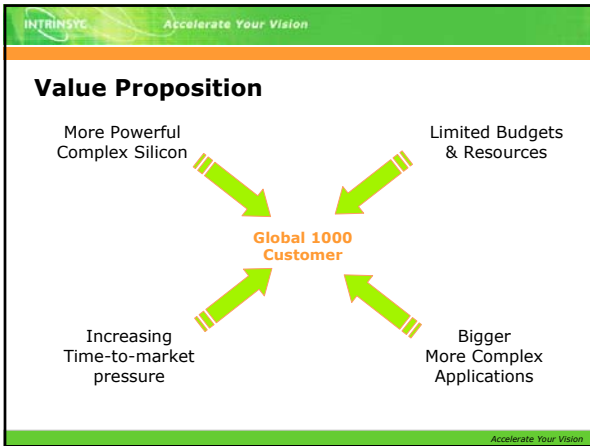 INTRINSYC
Accelerate Your Vision
Value Proposition
More Powerful
Complex Silicon
Limited Budgets
& Resources
Global 1000
Customer
Increasing
Time-to-market
pressure
Bigger
More Complex
Applications
Accelerate Your Vision